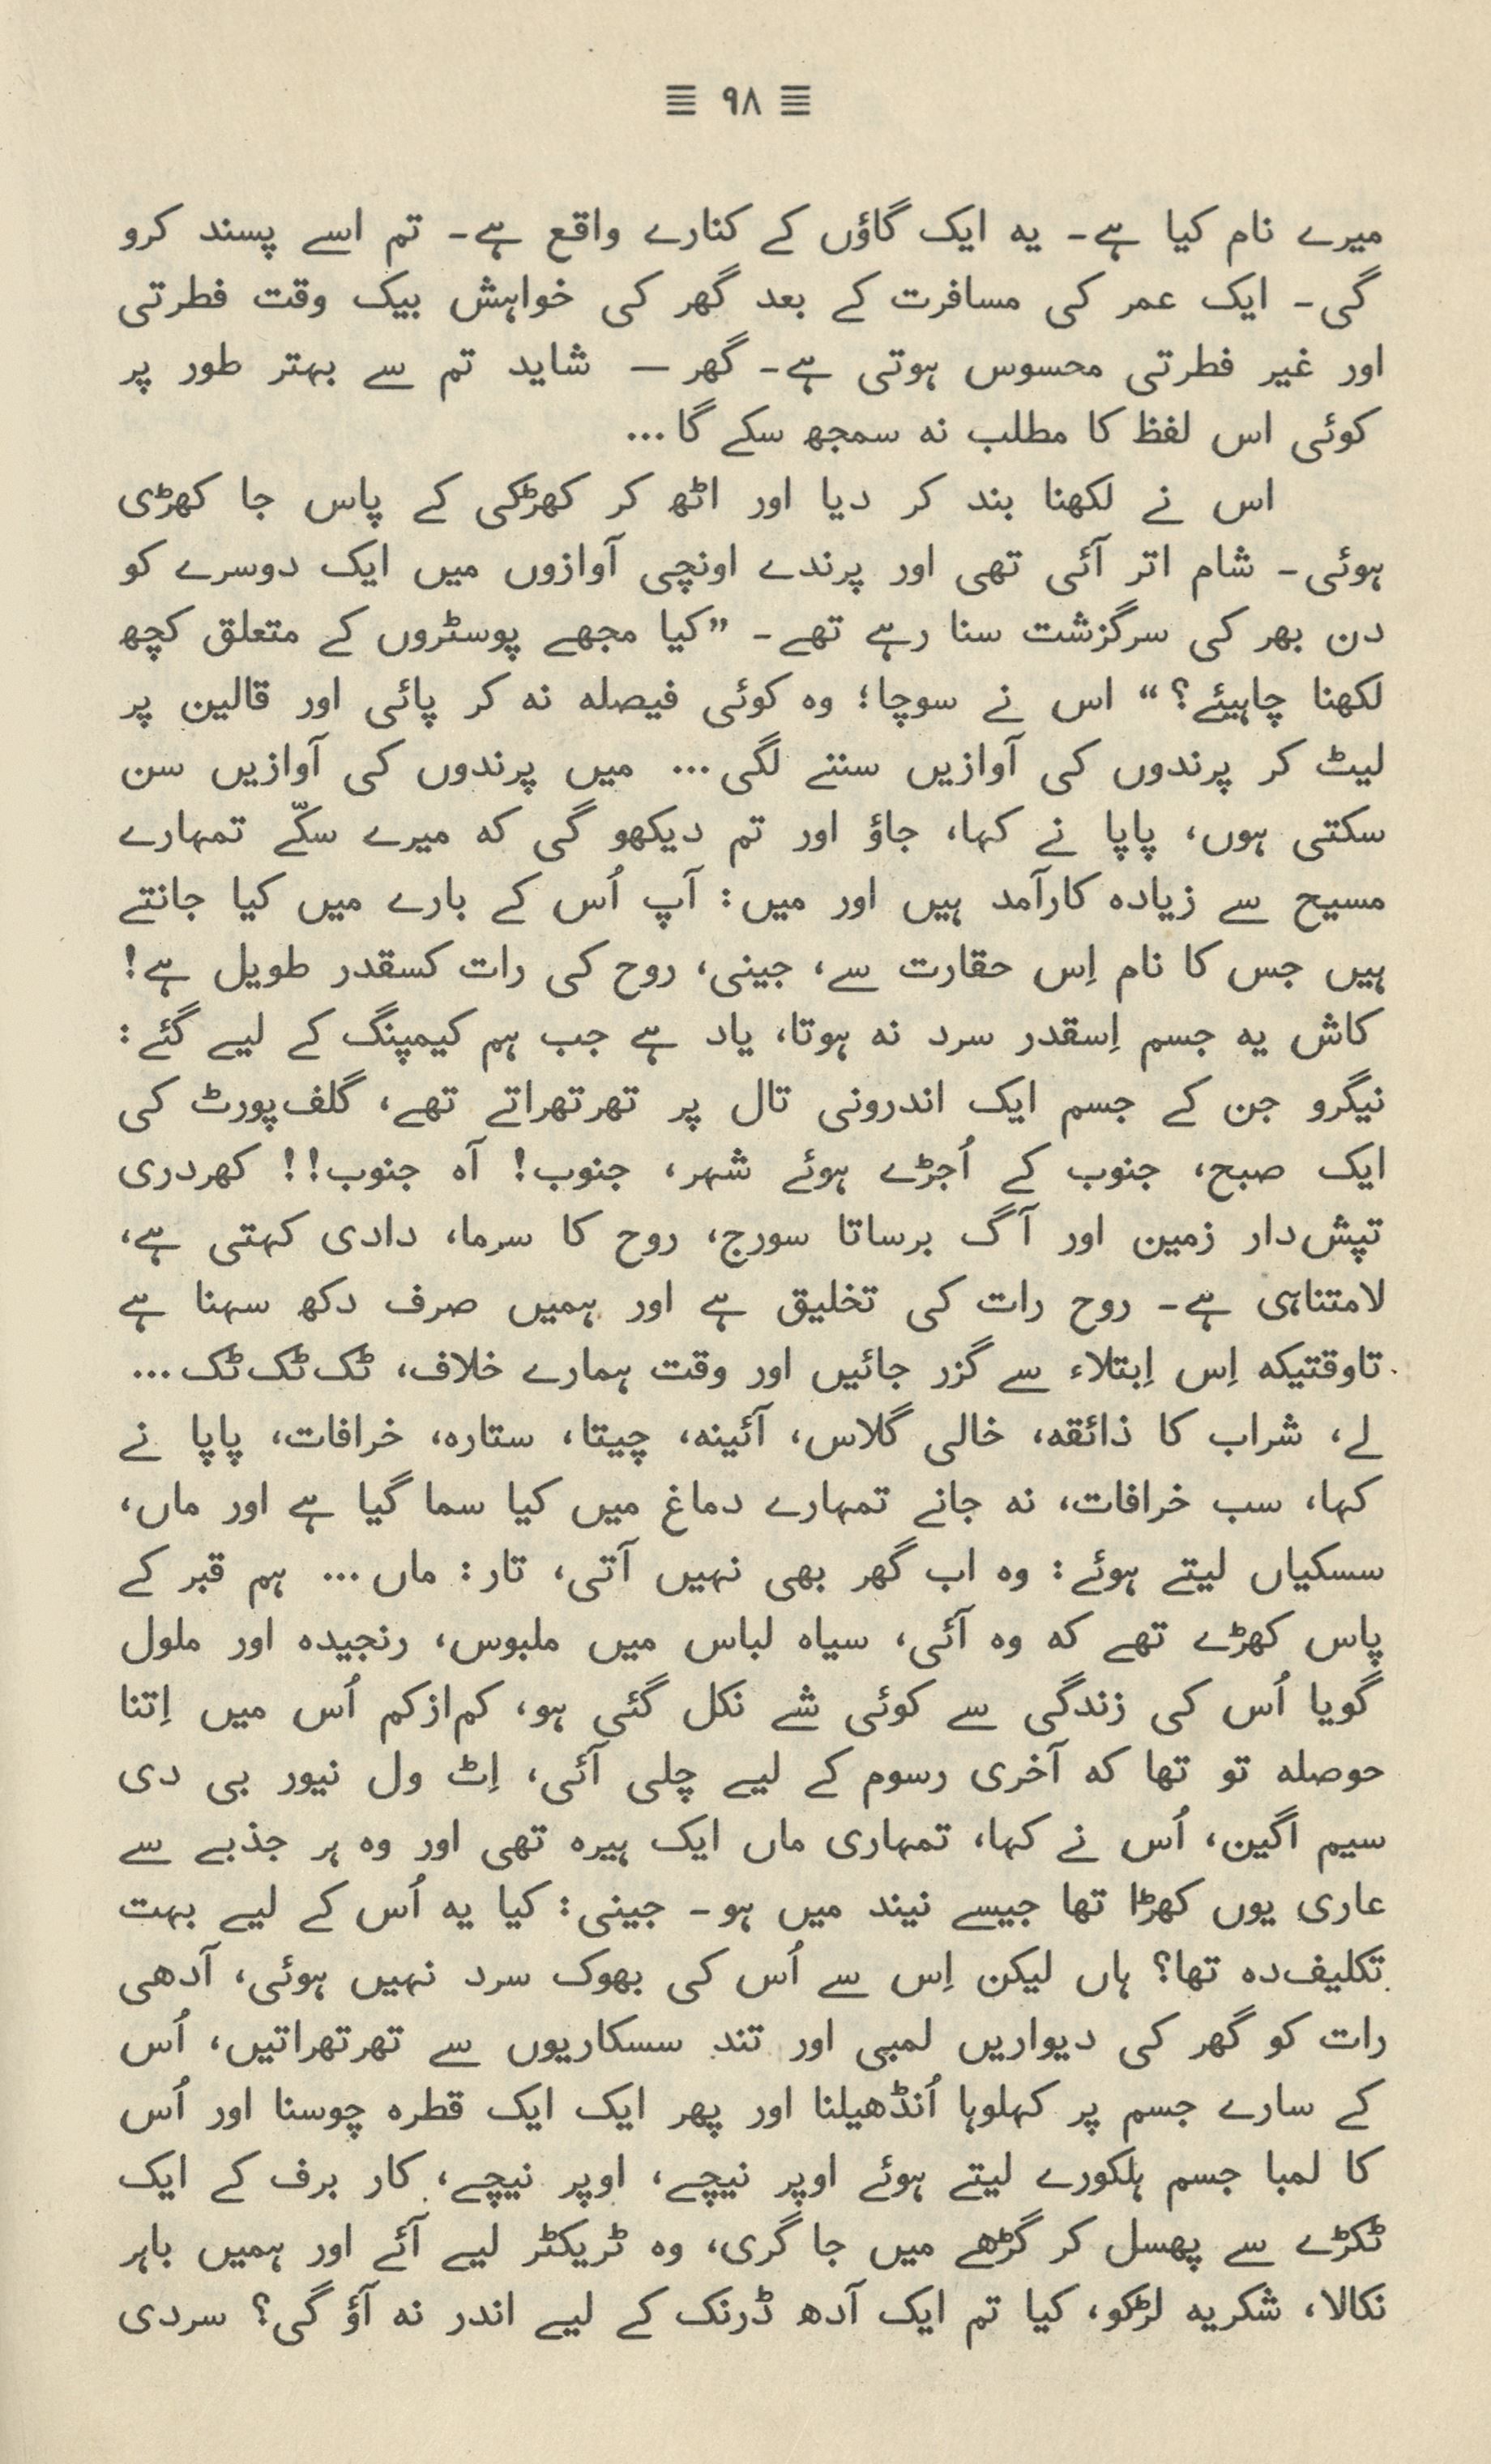 ≡ ۹۸ ≡
میرے نام کیا ہے۔ یہ ایک گاؤں کے کنارے واقع ہے۔ تم اسے پسند کرو
گی۔ ایک عمر کی مسافرت کے بعد گھر کی خواہش بیک وقت فطرتی
اور غیر فطرتی محسوس ہوتی ہے۔ گھر — شاید تم سے بہتر طور پر
کوئی اس لفظ کا مطلب نہ سمجھ سکے گا...
اس نے لکھنا بند کر دیا اور اٹھ کر کھڑکی کے پاس جا کھڑی
ہوئی۔ شام اتر آئی تھی اور پرندے اونچی آوازوں میں ایک دوسرے کو
دن بھر کی سرگزشت سنا رہے تھے۔ ”کیا مجھے پوسٹروں کے متعلق کچھ
لکھنا چاہیئے؟“ اس نے سوچا؛ وہ کوئی فیصلہ نہ کر پائی اور قالین پر
لیٹ کر پرندوں کی آوازیں سننے لگی... میں پرندوں کی آوازیں سن
سکتی ہوں، پاپا نے کہا، جاؤ اور تم دیکھو گی کہ میرے سکّے تمہارے
مسیح سے زیادہ کارآمد ہیں اور میں: آپ اُس کے بارے میں کیا جانتے
ہیں جس کا نام اِس حقارت سے، جینی، روح کی رات کسقدر طویل ہے!
کاش یہ جسم اِسقدر سرد نہ ہوتا، یاد ہے جب ہم کیمپنگ کے لیے گئے:
نیگرو جن کے جسم ایک اندرونی تال پر تھرتھراتے تھے، گلف‌پورٹ کی
ایک صبح، جنوب کے اُجڑے ہوئے شہر، جنوب! آہ جنوب!! کھردری
تپش‌دار زمین اور آگ برساتا سورج، روح کا سرما، دادی کہتی ہے،
لامتناہی ہے۔ روح رات کی تخلیق ہے اور ہمیں صرف دکھ سہنا ہے
تاوقتیکہ اِس اِبتلاء سے گزر جائیں اور وقت ہمارے خلاف، ٹک ٹک ٹک...
لے، شراب کا ذائقہ، خالی گلاس، آئینہ، چیتا، ستارہ، خرافات، پاپا نے
کہا، سب خرافات، نہ جانے تمہارے دماغ میں کیا سما گیا ہے اور ماں،
سسکیاں لیتے ہوئے: وہ اب گھر بھی نہیں آتی، تار: ماں... ہم قبر کے
پاس کھڑے تھے کہ وہ آئی، سیاہ لباس میں ملبوس، رنجیدہ اور ملول
گویا اُس کی زندگی سے کوئی شے نکل گئی ہو، کم‌ازکم اُس میں اِتنا
حوصلہ تو تھا کہ آخری رسوم کے لیے چلی آئی، اِٹ ول نیور بی دی
سیم اگین، اُس نے کہا، تمہاری ماں ایک ہیرہ تھی اور وہ ہر جذبے سے
عاری یوں کھڑا تھا جیسے نیند میں ہو۔ جینی: کیا یہ اُس کے لیے بہت
تکلیف‌دہ تھا؟ ہاں لیکن اِس سے اُس کی بھوک سرد نہیں ہوئی، آدھی
رات کو گھر کی دیواریں لمبی اور تند سسکاریوں سے تھرتھراتیں، اُس
کے سارے جسم پر کہلوہا اُنڈھیلنا اور پھر ایک ایک قطرہ چوسنا اور اُس
کا لمبا جسم ہلکورے لیتے ہوئے اوپر نیچے، اوپر نیچے، کار برف کے ایک
ٹکڑے سے پھسل کر گڑھے میں جا گری، وہ ٹریکٹر لیے آئے اور ہمیں باہر
نکالا، شکریہ لڑکو، کیا تم ایک آدھ ڈرنک کے لیے اندر نہ آؤ گی؟ سردی